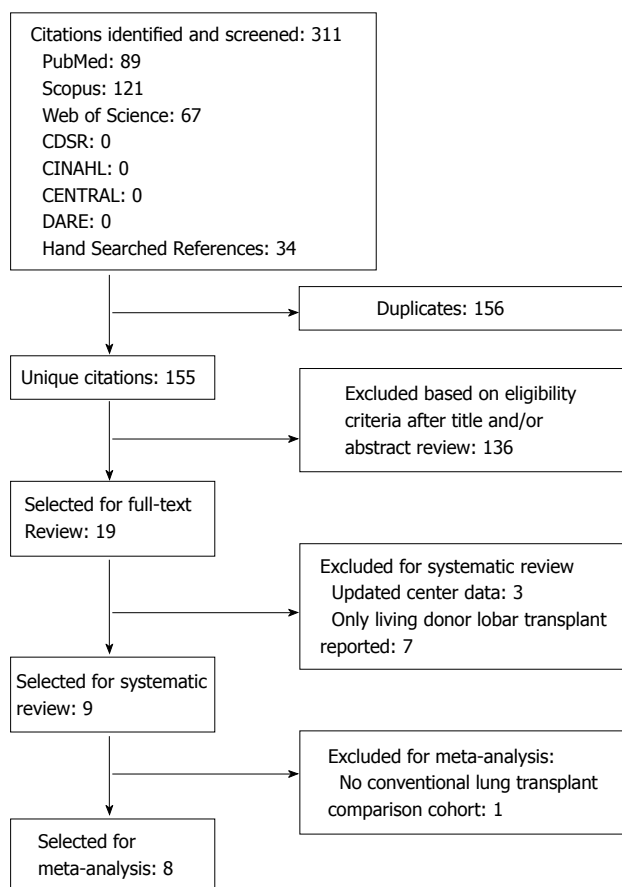 Citations identified and screened: 311
PubMed: 89
Scopus: 121
Web of Science: 67
CDSR: 0
CINAHL: 0
CENTRAL: 0
DARE: 0
Hand Searched References: 34
Duplicates: 156
Unique citations: 155
Excluded based on eligibility
criteria after title and/or
abstract review: 136
Selected for full-text
Review: 19
Excluded for systematic review
Updated center data: 3
Only living donor lobar transplant
reported: 7
Selected for systematic
review: 9
Excluded for meta-analysis:
No conventional lung transplant
comparison cohort: 1
Selected for
meta-analysis: 8